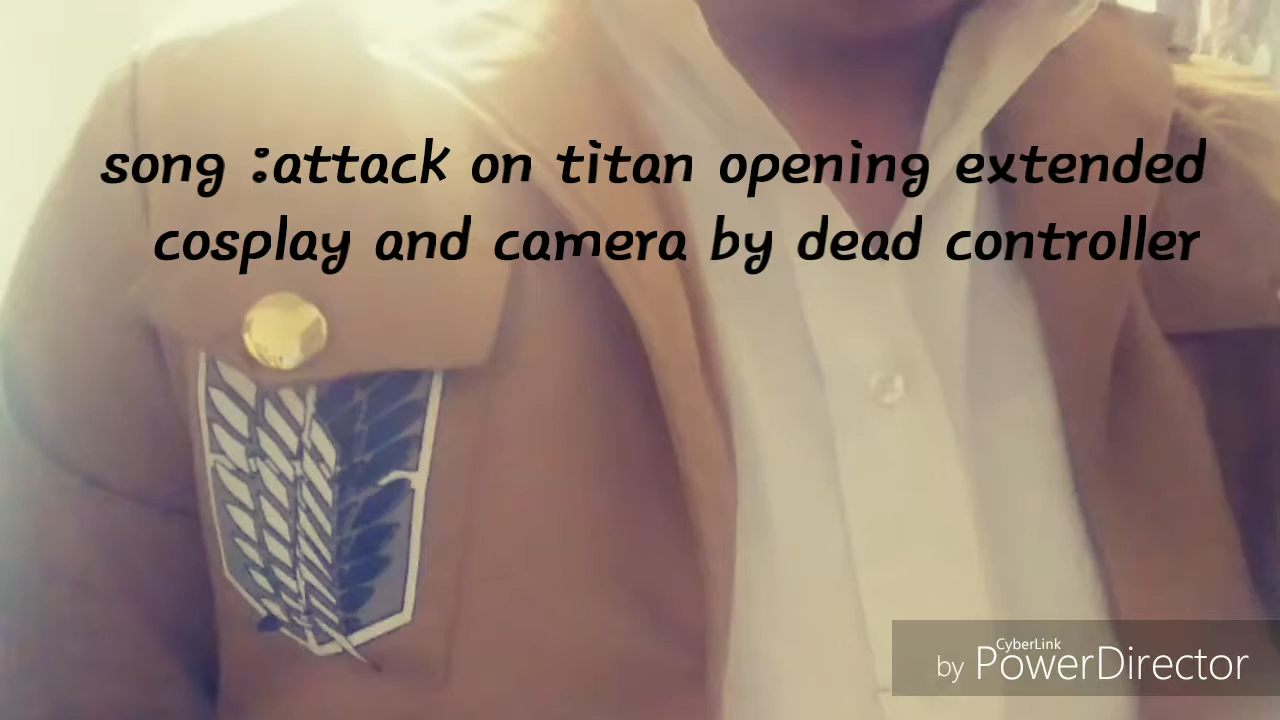 song :attack on titan opening extended
cosplay and camera by dead controller
CyberLink
by PowerDirector